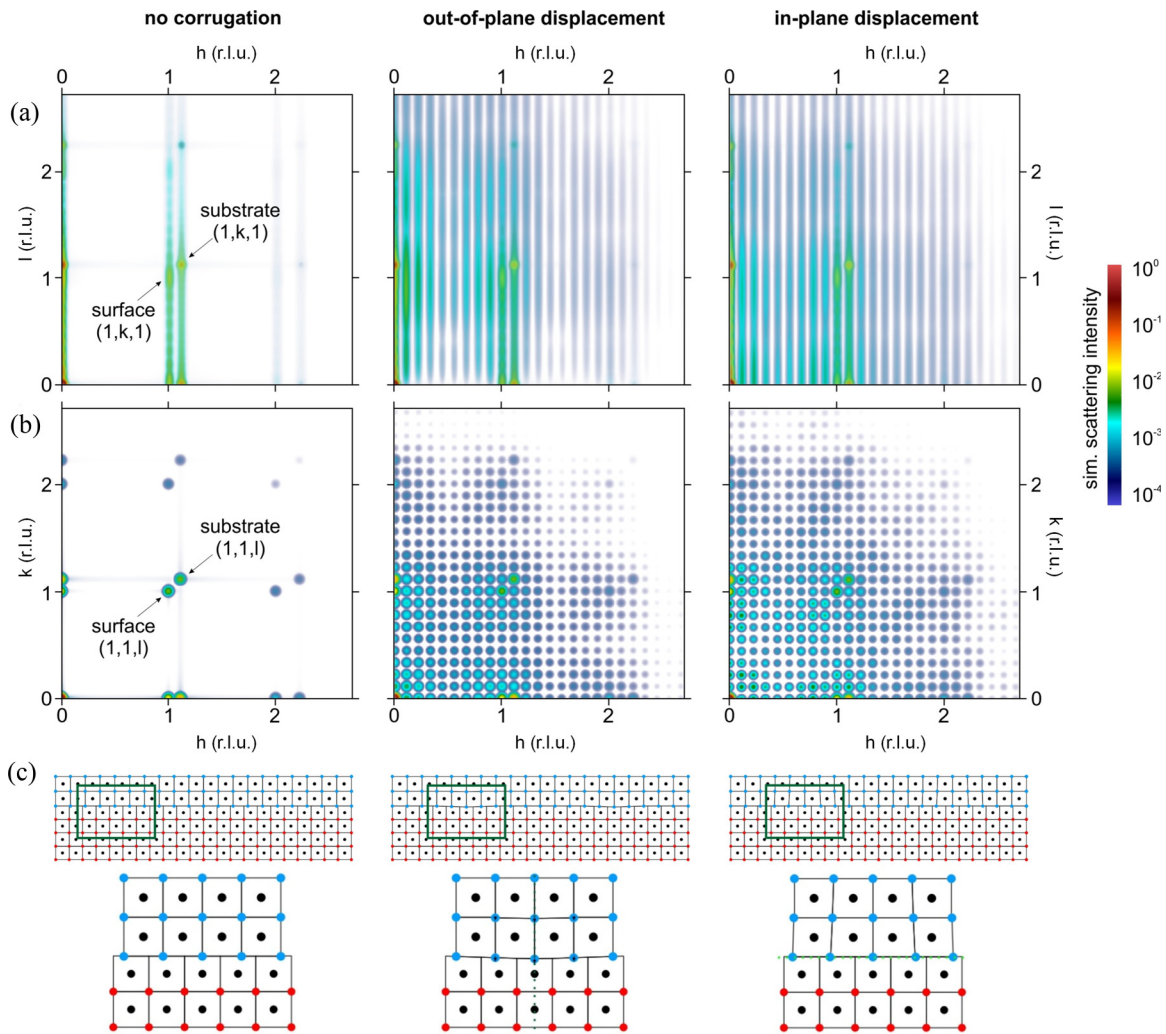 no corrugation
out-of-plane displacement
in-plane displacement
h (r.l.u.)
h (r.l.u.)
h (r.l.u.)
0 1 2
0 1 2
0 1 2
(a)
2
1
0
l (r.l.u.)
substrate
(1,k,1)
surface
(1,k,1)
2
1
0
l (r.l.u.)
(b)
2
1
0
k (r.l.u.)
substrate
(1,1,l)
surface
(1,1,l)
2
1
0
k (r.l.u.)
0 1 2
0 1 2
0 1 2
h (r.l.u.)
h (r.l.u.)
h (r.l.u.)
sim. scattering intensity
10⁰
10⁻¹
10⁻²
10⁻³
10⁻⁴
(c)